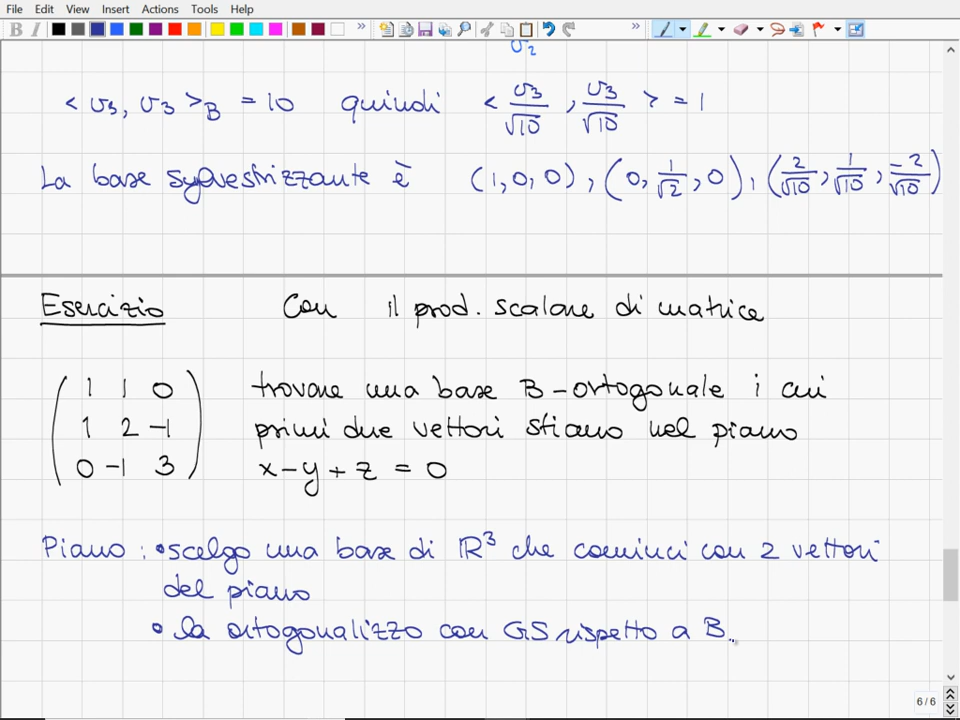 File Edit View Insert Actions Tools Help
B I
v₂
< v₃, v₃ >_B = 10 quindi < v₃/√10 , v₃/√10 > = 1
La base sylvestrizzante è (1,0,0), (0, 1/√2, 0), (2/√10, 1/√10, -2/√10)
Esercizio Con il prod. scalare di matrice
( 1 1 0 ) trovare una base B-ortogonale i cui
( 1 2 -1 ) primi due vettori stiano nel piano
( 0 -1 3 ) x - y + z = 0
Piano : • scelgo una base di ℝ³ che cominci con 2 vettori
del piano
• la ortogonalizzo con GS rispetto a B.
6 / 6